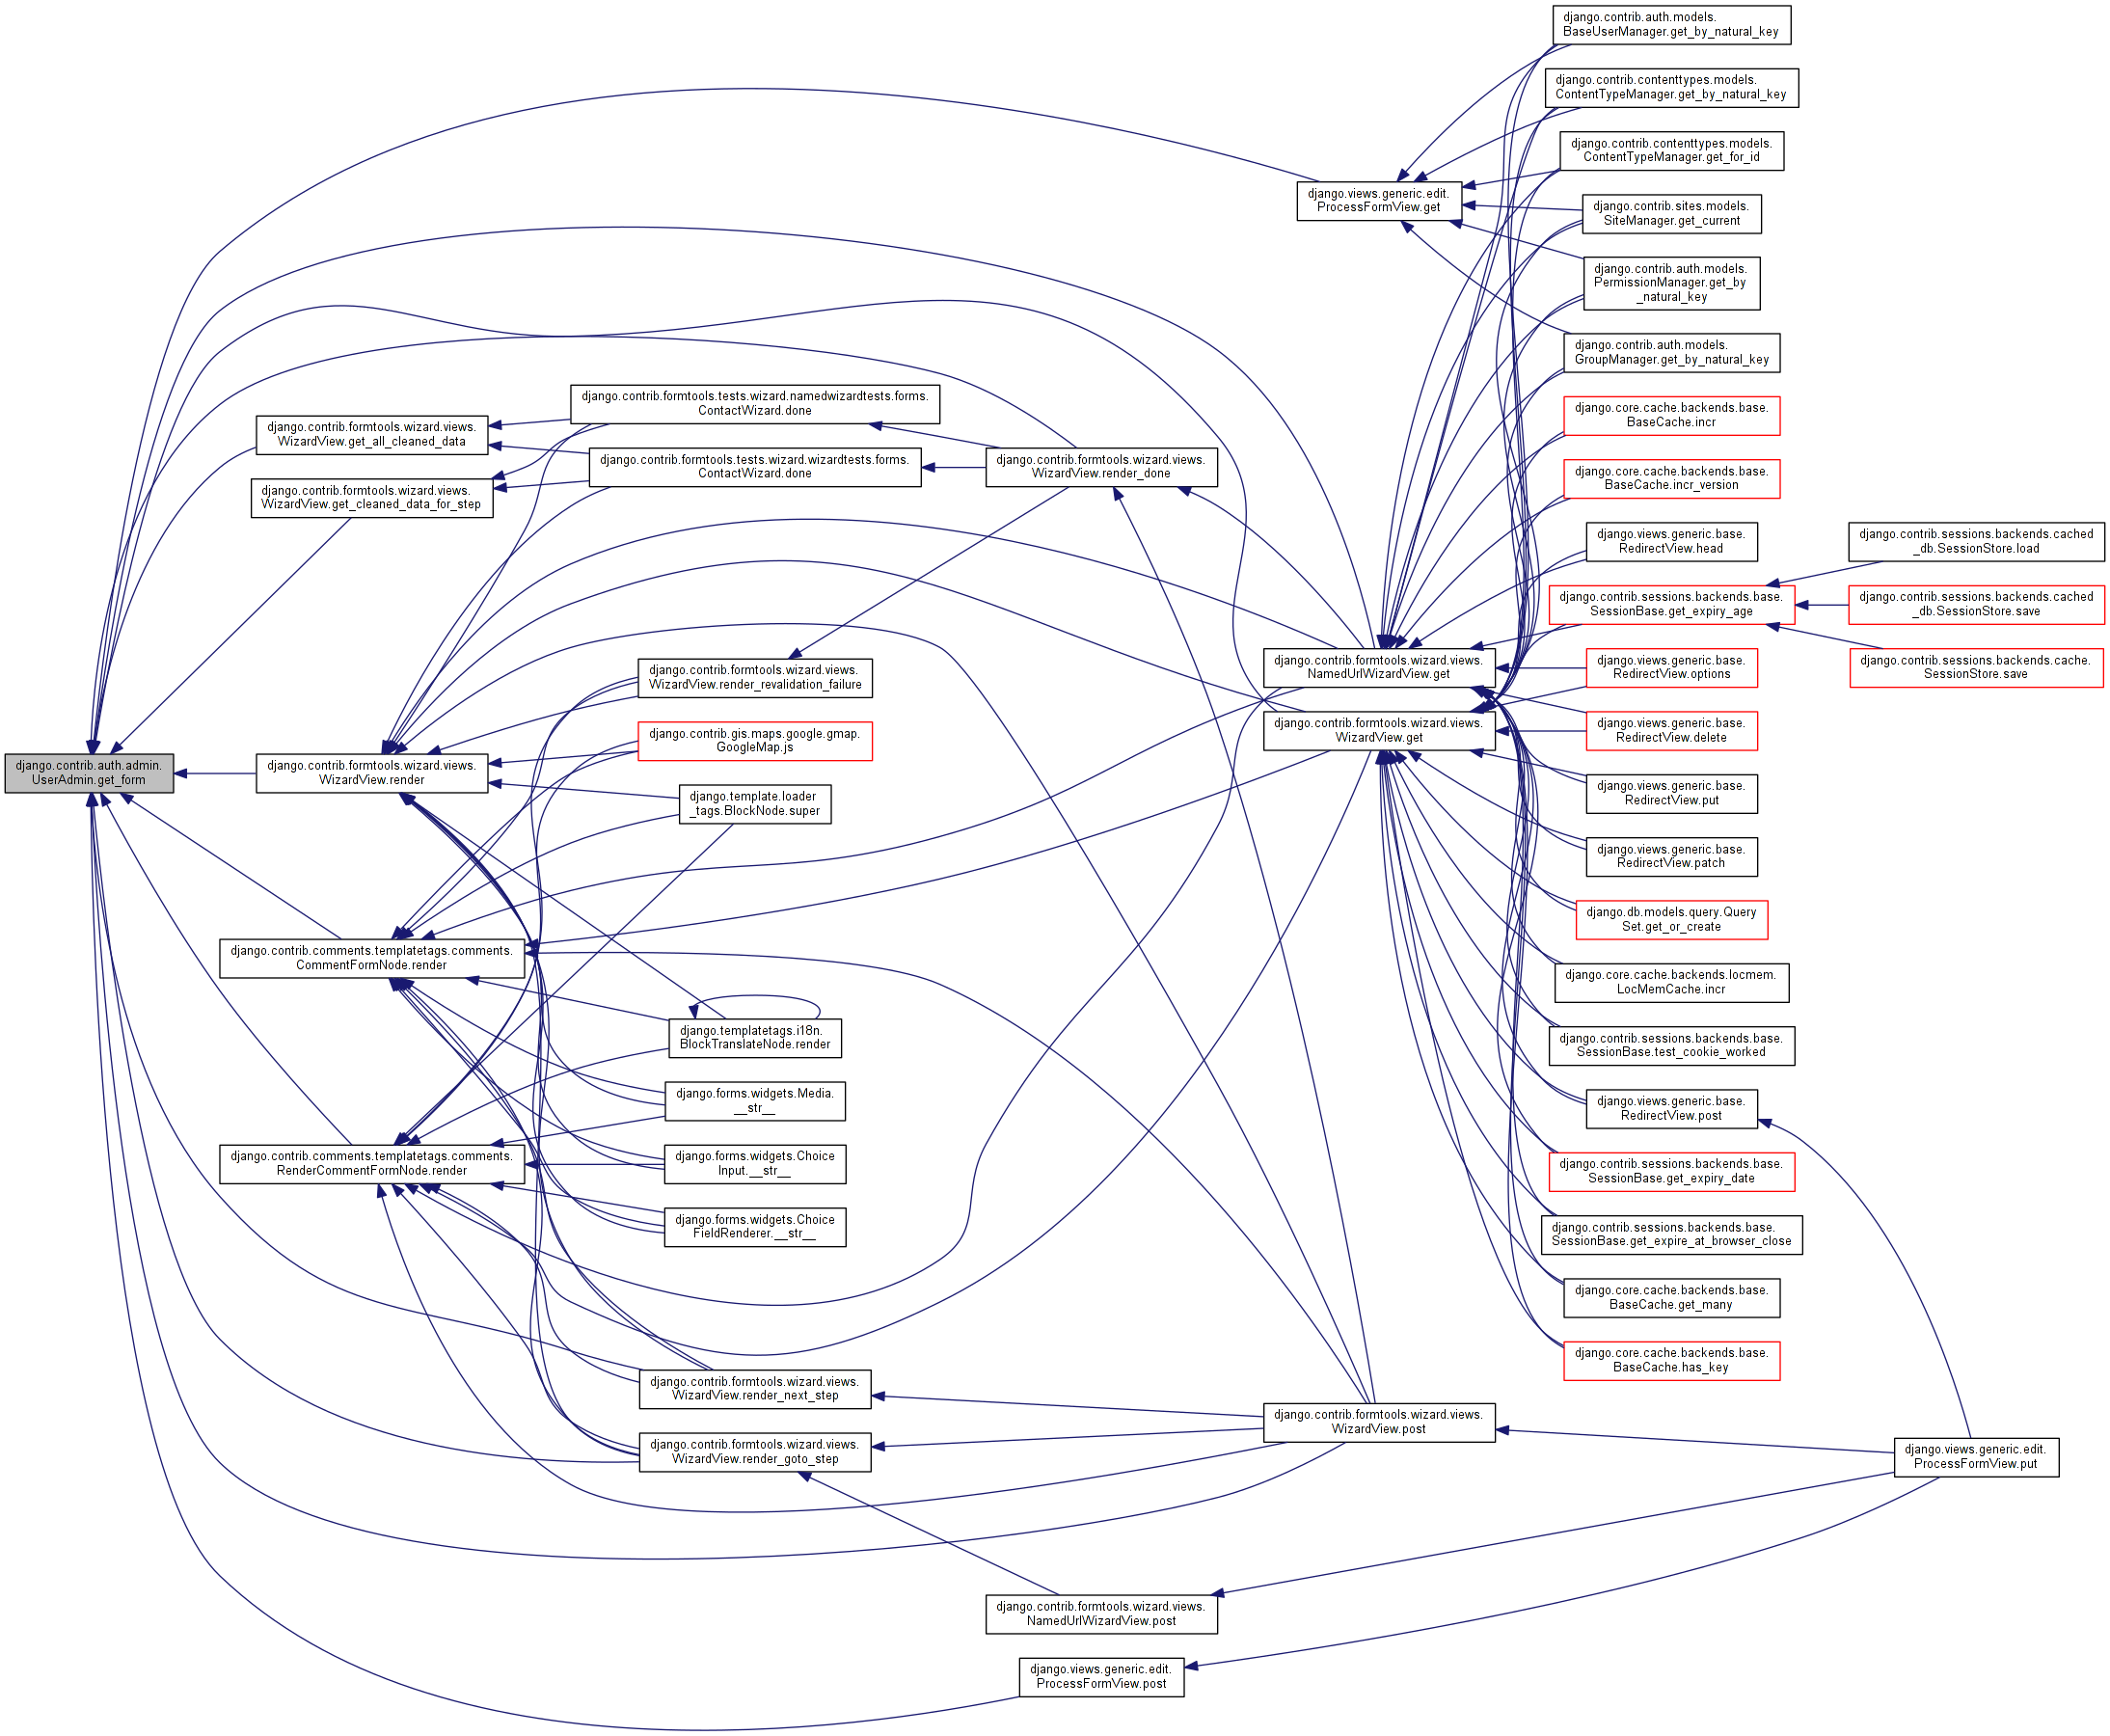 django.contrib.auth.admin.
UserAdmin.get_form
django.contrib.formtools.wizard.views.
WizardView.get_all_cleaned_data
django.contrib.formtools.wizard.views.
WizardView.get_cleaned_data_for_step
django.contrib.formtools.wizard.views.
WizardView.render
django.contrib.comments.templatetags.comments.
CommentFormNode.render
django.contrib.comments.templatetags.comments.
RenderCommentFormNode.render
django.contrib.formtools.tests.wizard.namedwizardtests.forms.
ContactWizard.done
django.contrib.formtools.tests.wizard.wizardtests.forms.
ContactWizard.done
django.contrib.formtools.wizard.views.
WizardView.render_revalidation_failure
django.contrib.gis.maps.google.gmap.
GoogleMap.js
django.template.loader
_tags.BlockNode.super
django.templatetags.i18n.
BlockTranslateNode.render
django.forms.widgets.Media.
__str__
django.forms.widgets.Choice
Input.__str__
django.forms.widgets.Choice
FieldRenderer.__str__
django.contrib.formtools.wizard.views.
WizardView.render_next_step
django.contrib.formtools.wizard.views.
WizardView.render_goto_step
django.contrib.formtools.wizard.views.
WizardView.render_done
django.contrib.formtools.wizard.views.
NamedUrlWizardView.post
django.views.generic.edit.
ProcessFormView.post
django.views.generic.edit.
ProcessFormView.get
django.contrib.formtools.wizard.views.
NamedUrlWizardView.get
django.contrib.formtools.wizard.views.
WizardView.get
django.contrib.formtools.wizard.views.
WizardView.post
django.contrib.auth.models.
BaseUserManager.get_by_natural_key
django.contrib.contenttypes.models.
ContentTypeManager.get_by_natural_key
django.contrib.contenttypes.models.
ContentTypeManager.get_for_id
django.contrib.sites.models.
SiteManager.get_current
django.contrib.auth.models.
PermissionManager.get_by
_natural_key
django.contrib.auth.models.
GroupManager.get_by_natural_key
django.core.cache.backends.base.
BaseCache.incr
django.core.cache.backends.base.
BaseCache.incr_version
django.views.generic.base.
RedirectView.head
django.contrib.sessions.backends.base.
SessionBase.get_expiry_age
django.views.generic.base.
RedirectView.options
django.views.generic.base.
RedirectView.delete
django.views.generic.base.
RedirectView.put
django.views.generic.base.
RedirectView.patch
django.db.models.query.Query
Set.get_or_create
django.core.cache.backends.locmem.
LocMemCache.incr
django.contrib.sessions.backends.base.
SessionBase.test_cookie_worked
django.views.generic.base.
RedirectView.post
django.contrib.sessions.backends.base.
SessionBase.get_expiry_date
django.contrib.sessions.backends.base.
SessionBase.get_expire_at_browser_close
django.core.cache.backends.base.
BaseCache.get_many
django.core.cache.backends.base.
BaseCache.has_key
django.contrib.sessions.backends.cached
_db.SessionStore.load
django.contrib.sessions.backends.cached
_db.SessionStore.save
django.contrib.sessions.backends.cache.
SessionStore.save
django.views.generic.edit.
ProcessFormView.put